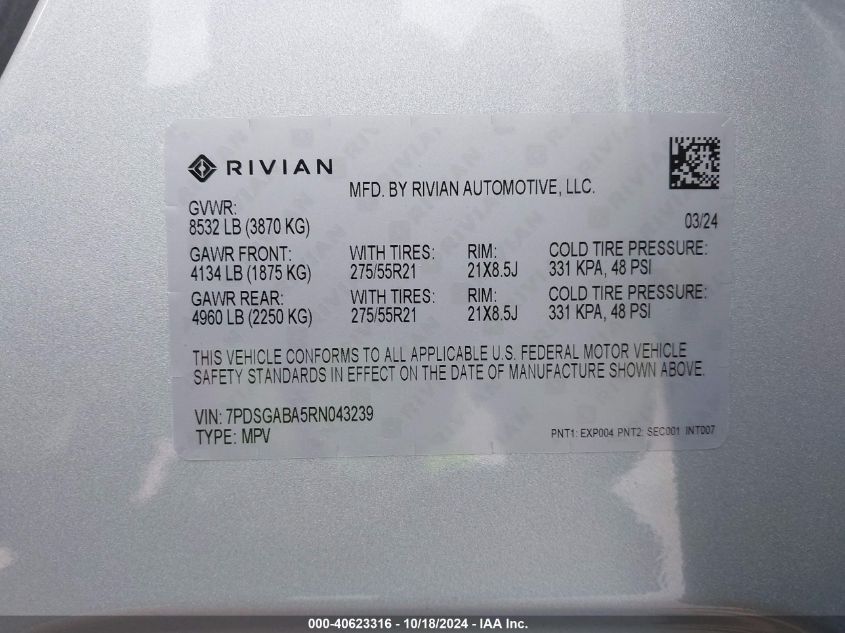 RIVIAN
MFD. BY RIVIAN AUTOMOTIVE, LLC.
GVWR:
8532 LB (3870 KG)
03/24
GAWR FRONT: WITH TIRES: RIM: COLD TIRE PRESSURE:
4134 LB (1875 KG) 275/55R21 21X8.5J 331 KPA, 48 PSI
GAWR REAR: WITH TIRES: RIM: COLD TIRE PRESSURE:
4960 LB (2250 KG) 275/55R21 21X8.5J 331 KPA, 48 PSI
THIS VEHICLE CONFORMS TO ALL APPLICABLE U.S. FEDERAL MOTOR VEHICLE
SAFETY STANDARDS IN EFFECT ON THE DATE OF MANUFACTURE SHOWN ABOVE.
VIN: 7PDSGABA5RN043239
TYPE: MPV
PNT1: EXP004 PNT2: SEC001 INT007
000-40623316 - 10/18/2024 - IAA Inc.